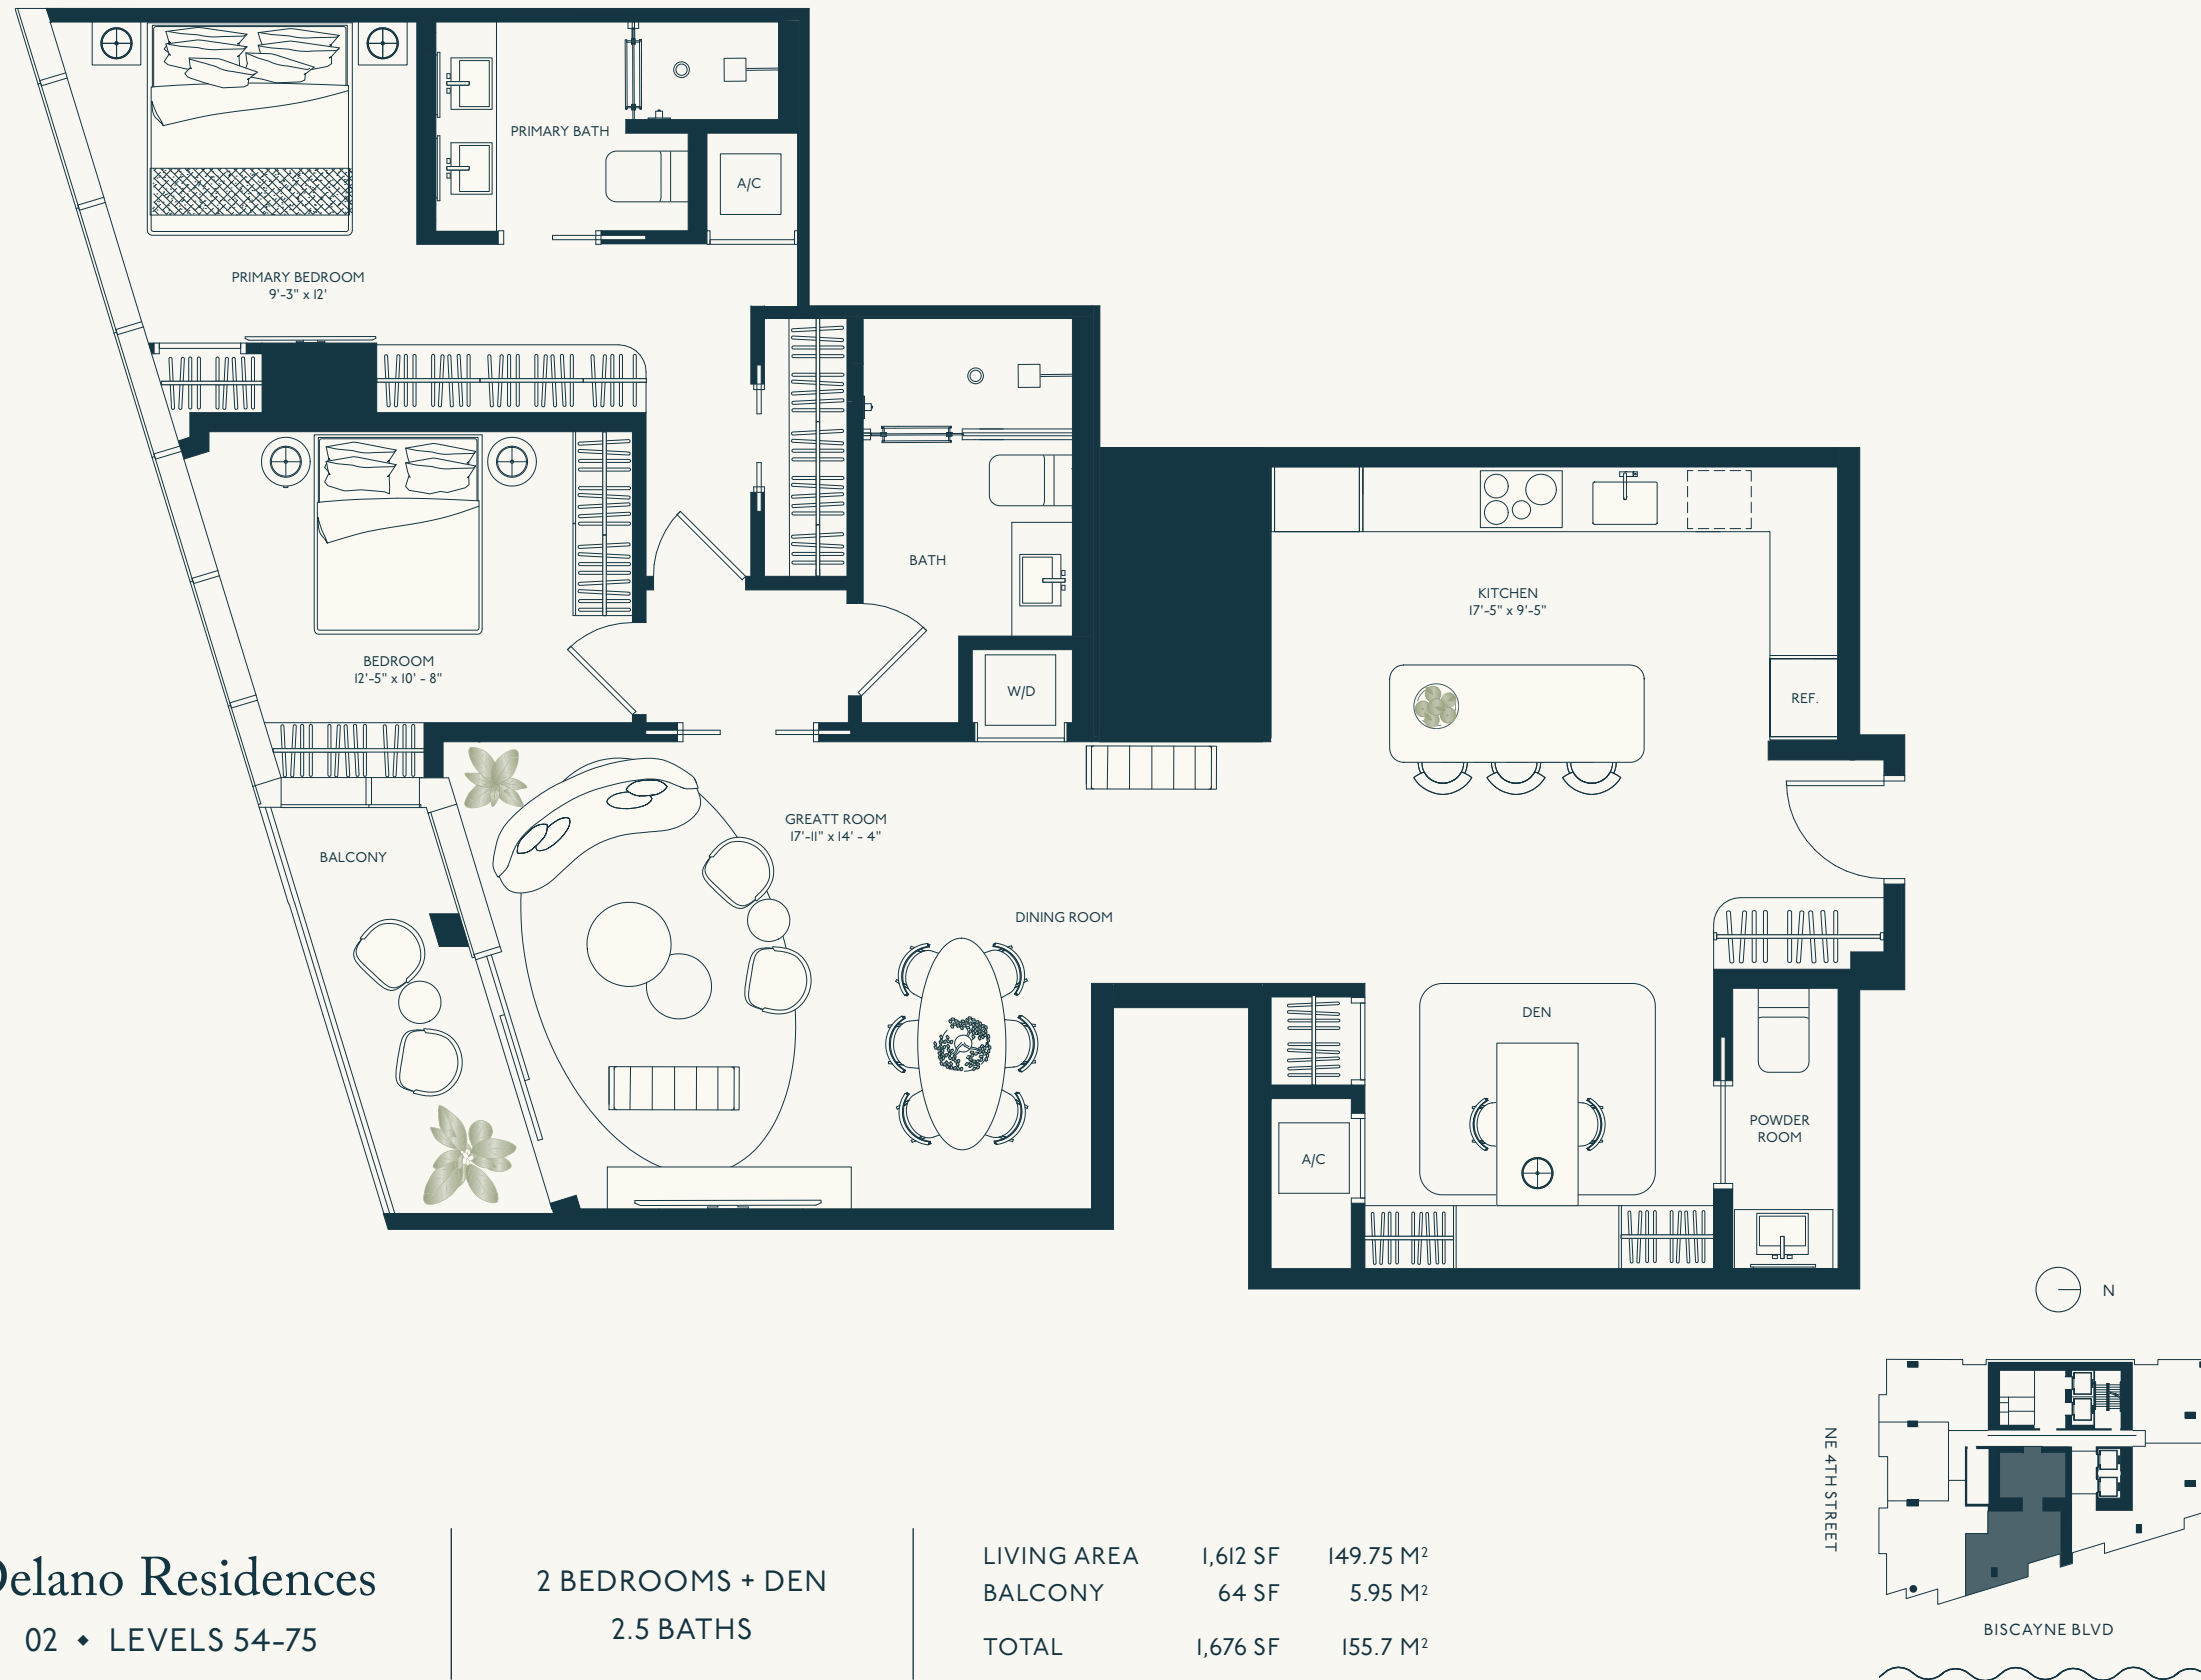 PRIMARY BATH
A/C
PRIMARY BEDROOM
9'-3" x 12'
BATH
KITCHEN
17'-5" x 9'-5"
BEDROOM
12'-5" x 10' - 8"
W/D
REF.
GREATT ROOM
17'-11" x 14' - 4"
BALCONY
DINING ROOM
DEN
POWDER
ROOM
A/C
N
NE 4TH STREET
BISCAYNE BLVD
Delano Residences
02 ◆ LEVELS 54-75
2 BEDROOMS + DEN
2.5 BATHS
LIVING AREA 1,612 SF 149.75 M²
BALCONY 64 SF 5.95 M²
TOTAL 1,676 SF 155.7 M²